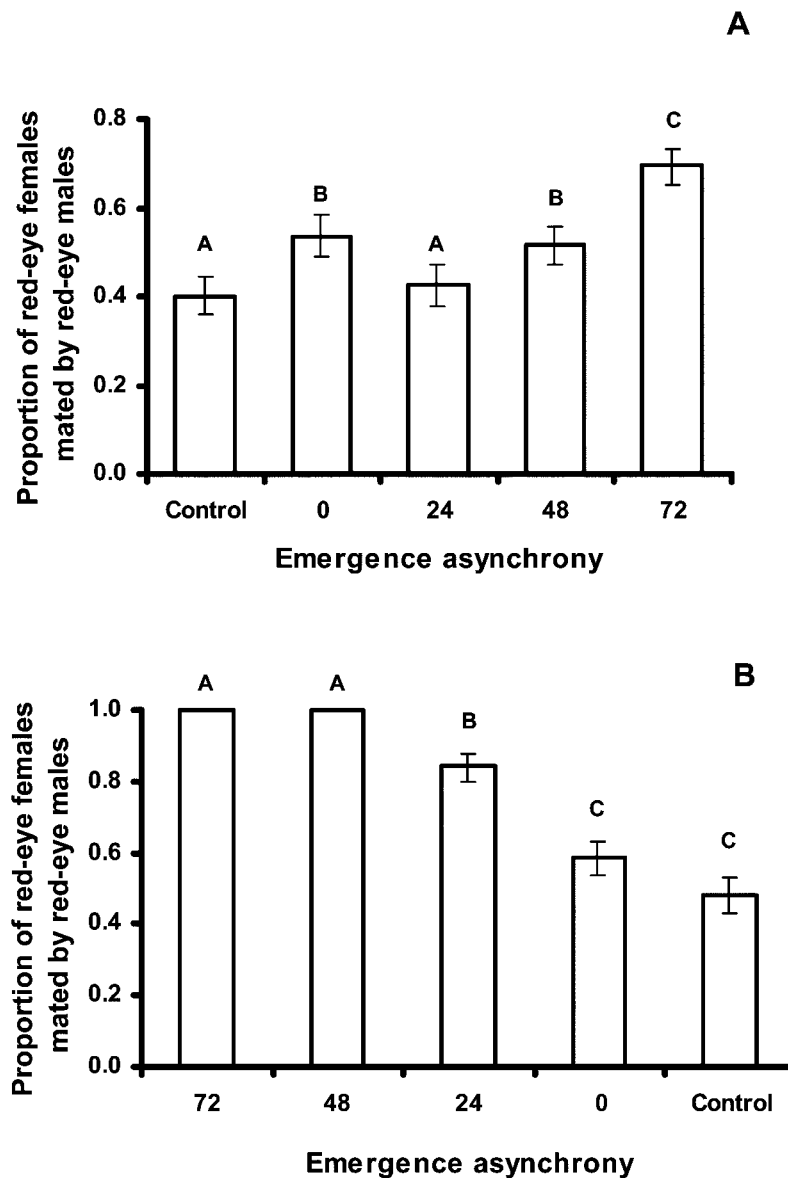 A
Proportion of red-eye females
mated by red-eye males
0.8
0.6
0.4
0.2
0.0
A
B
A
B
C
Control 0 24 48 72
Emergence asynchrony
B
Proportion of red-eye females
mated by red-eye males
1.0
0.8
0.6
0.4
0.2
0.0
A
A
B
C
C
72 48 24 0 Control
Emergence asynchrony